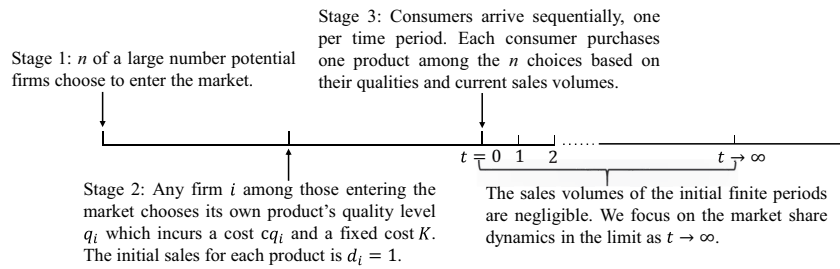 Stage 3: Consumers arrive sequentially, one
per time period. Each consumer purchases
one product among the n choices based on
their qualities and current sales volumes.
Stage 1: n of a large number potential
firms choose to enter the market.
t = 0 1 2 ...... t → ∞
Stage 2: Any firm i among those entering the
market chooses its own product's quality level
qᵢ which incurs a cost cqᵢ and a fixed cost K.
The initial sales for each product is dᵢ = 1.
The sales volumes of the initial finite periods
are negligible. We focus on the market share
dynamics in the limit as t → ∞.